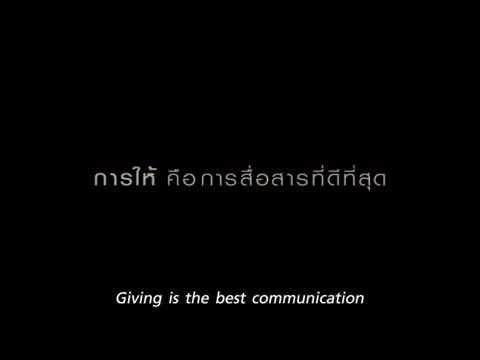 การให้ คือการสื่อสารที่ดีที่สุด
Giving is the best communication